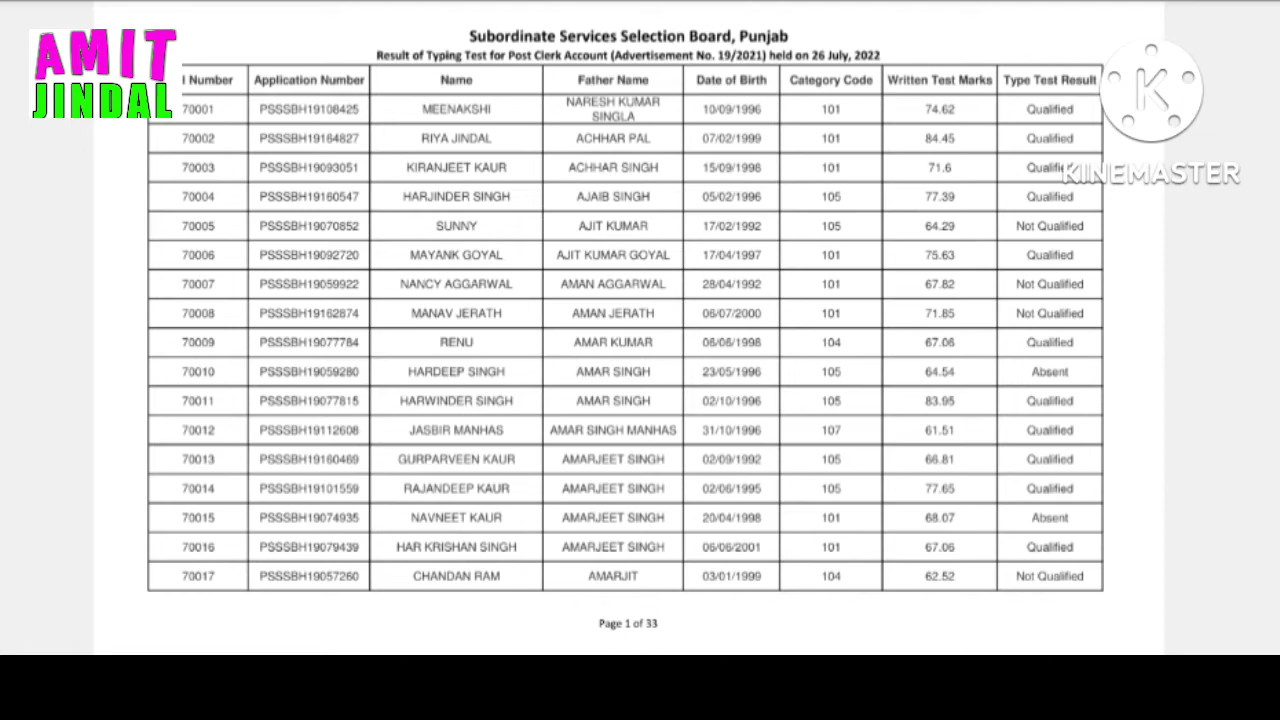 AMIT
JINDAL
Subordinate Services Selection Board, Punjab
Result of Typing Test for Post Clerk Account (Advertisement No. 19/2021) held on 26 July, 2022
l Number Application Number Name Father Name Date of Birth Category Code Written Test Marks Type Test Result
70001 PSSSBH19108425 MEENAKSHI NARESH KUMAR SINGLA 10/09/1996 101 74.62 Qualified
70002 PSSSBH19164827 RIYA JINDAL ACHHAR PAL 07/02/1999 101 84.45 Qualified
70003 PSSSBH19093051 KIRANJEET KAUR ACHHAR SINGH 15/09/1998 101 71.6 Qualifi
70004 PSSSBH19160547 HARJINDER SINGH AJAIB SINGH 05/02/1996 105 77.39 Qualified
70005 PSSSBH19070852 SUNNY AJIT KUMAR 17/02/1992 105 64.29 Not Qualified
70006 PSSSBH19092720 MAYANK GOYAL AJIT KUMAR GOYAL 17/04/1997 101 75.63 Qualified
70007 PSSSBH19059922 NANCY AGGARWAL AMAN AGGARWAL 28/04/1992 101 67.82 Not Qualified
70008 PSSSBH19162874 MANAV JERATH AMAN JERATH 06/07/2000 101 71.85 Not Qualified
70009 PSSSBH19077784 RENU AMAR KUMAR 06/06/1998 104 67.06 Qualified
70010 PSSSBH19059280 HARDEEP SINGH AMAR SINGH 23/05/1996 105 64.54 Absent
70011 PSSSBH19077815 HARWINDER SINGH AMAR SINGH 02/10/1996 105 83.95 Qualified
70012 PSSSBH19112608 JASBIR MANHAS AMAR SINGH MANHAS 31/10/1996 107 61.51 Qualified
70013 PSSSBH19160469 GURPARVEEN KAUR AMARJEET SINGH 02/09/1992 105 66.81 Qualified
70014 PSSSBH19101559 RAJANDEEP KAUR AMARJEET SINGH 02/06/1995 105 77.65 Qualified
70015 PSSSBH19074935 NAVNEET KAUR AMARJEET SINGH 20/04/1998 101 68.07 Absent
70016 PSSSBH19079439 HAR KRISHAN SINGH AMARJEET SINGH 06/06/2001 101 67.06 Qualified
70017 PSSSBH19057260 CHANDAN RAM AMARJIT 03/01/1999 104 62.52 Not Qualified
Page 1 of 33
K
KINEMASTER